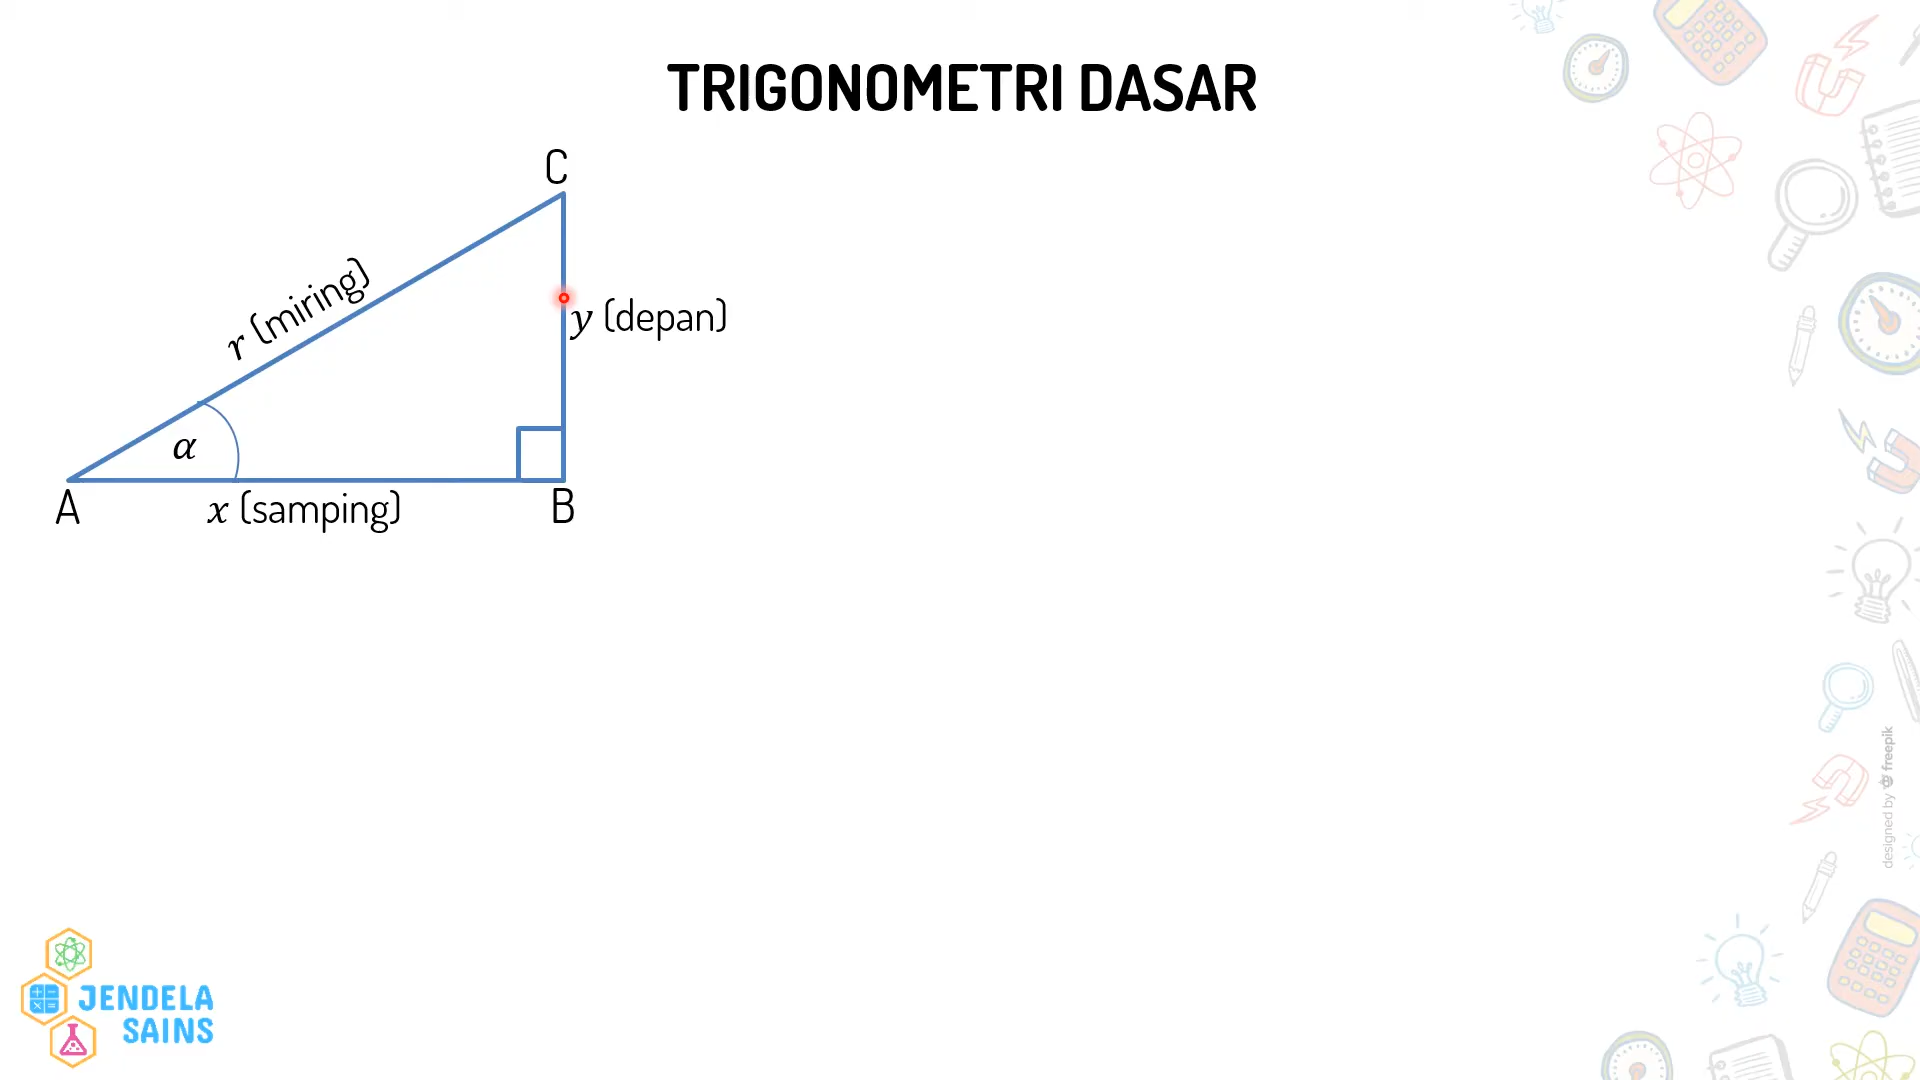 TRIGONOMETRI DASAR
C
r (miring)
y (depan)
α
A
x (samping)
B
designed by freepik
JENDELA
SAINS